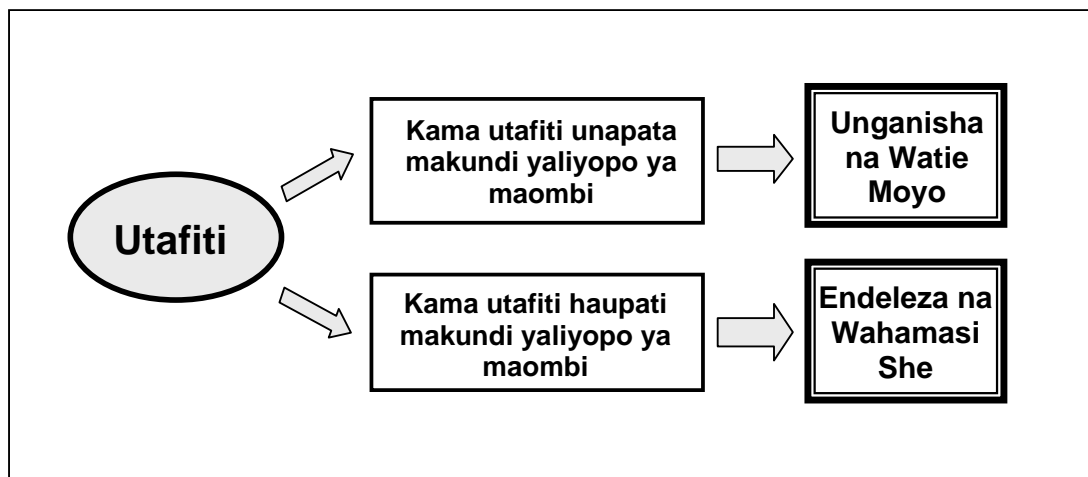 Utafiti
Kama utafiti unapata
makundi yaliyopo ya
maombi
Unganisha
na Watie
Moyo
Kama utafiti haupati
makundi yaliyopo ya
maombi
Endeleza na
Wahamasi
She